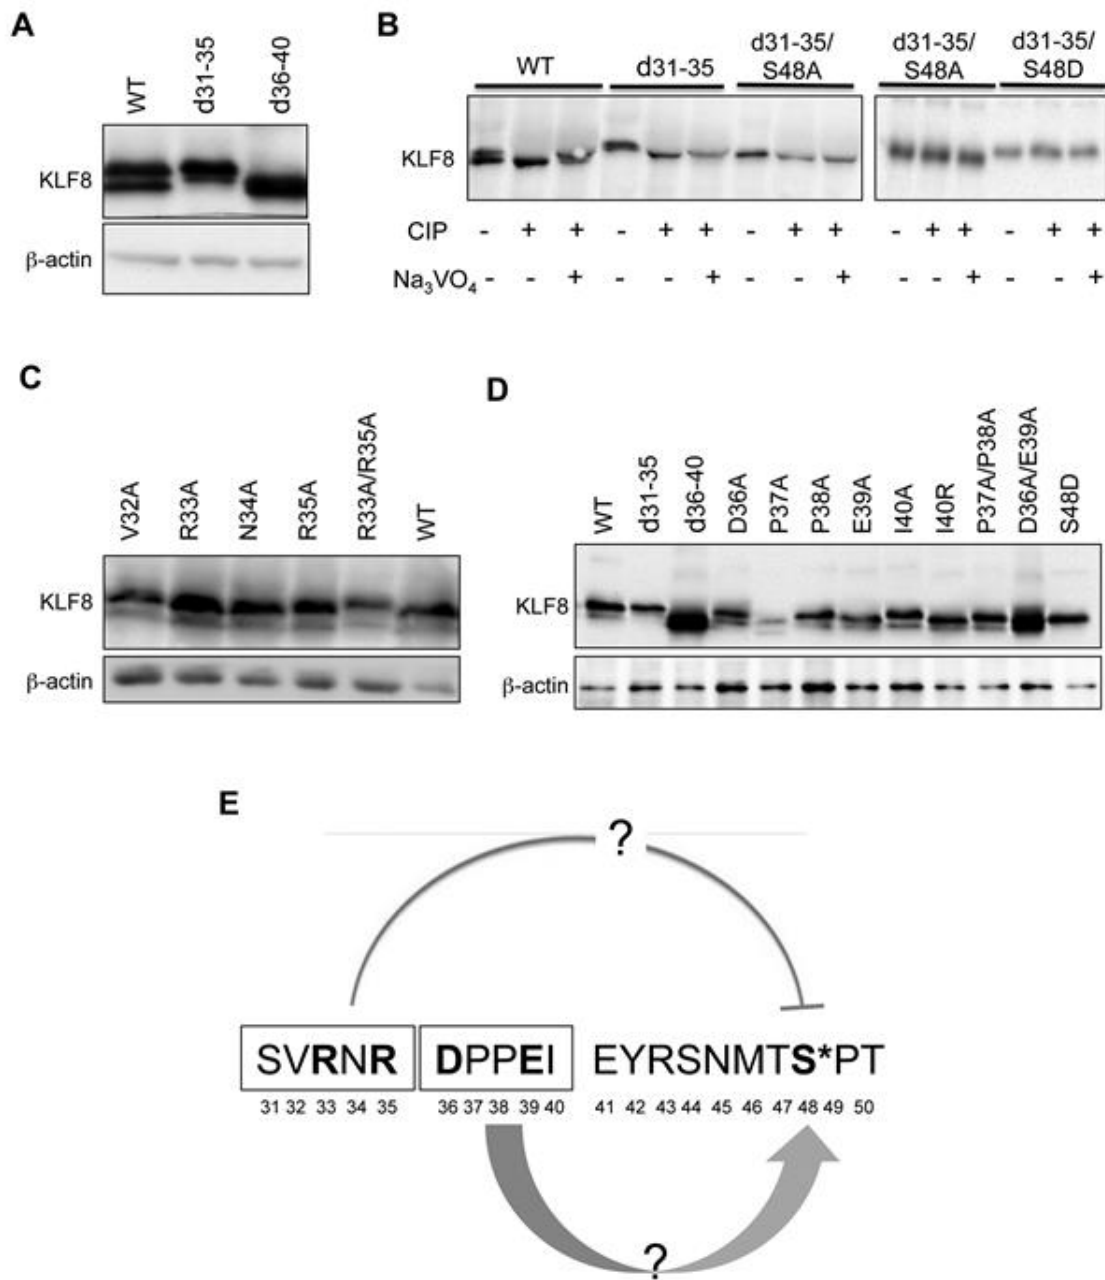 A
WT
d31-35
d36-40
KLF8
β-actin
B
WT
d31-35
d31-35/
S48A
d31-35/
S48A
d31-35/
S48D
KLF8
CIP - + + - + + - + + - + + - + +
Na₃VO₄ - - + - - + - - + - - + - - +
C
V32A
R33A
N34A
R35A
R33A/R35A
WT
KLF8
β-actin
D
WT
d31-35
d36-40
D36A
P37A
P38A
E39A
I40A
I40R
P37A/P38A
D36A/E39A
S48D
KLF8
β-actin
E
?
SVRNR DPPEI EYRSNMTS*PT
31 32 33 34 35 36 37 38 39 40 41 42 43 44 45 46 47 48 49 50
?